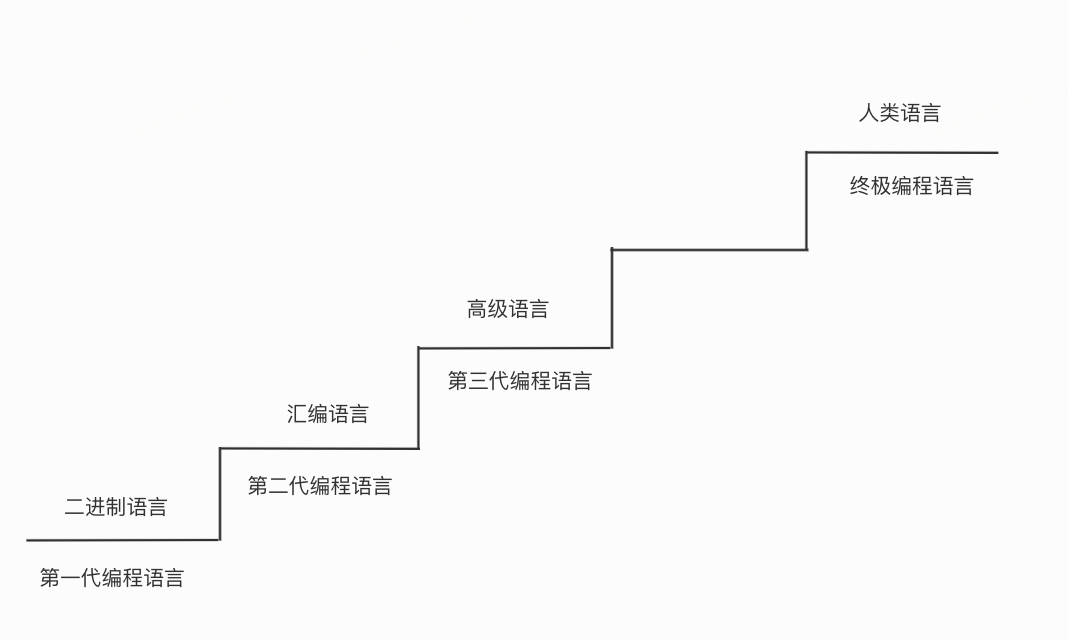 人类语言
终极编程语言
高级语言
第三代编程语言
汇编语言
第二代编程语言
二进制语言
第一代编程语言